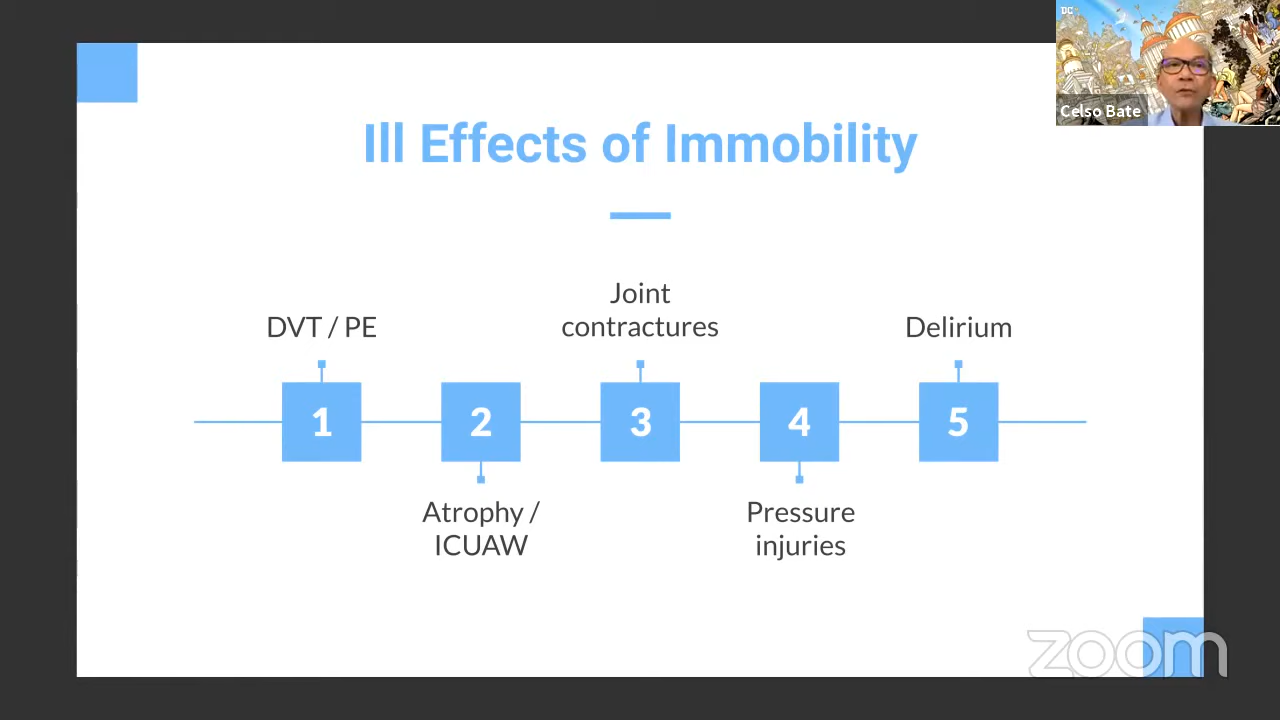 DC
Celso Bate
Ill Effects of Immobility
Joint
contractures
DVT / PE
Delirium
1
2
3
4
5
Atrophy /
ICUAW
Pressure
injuries
zoom